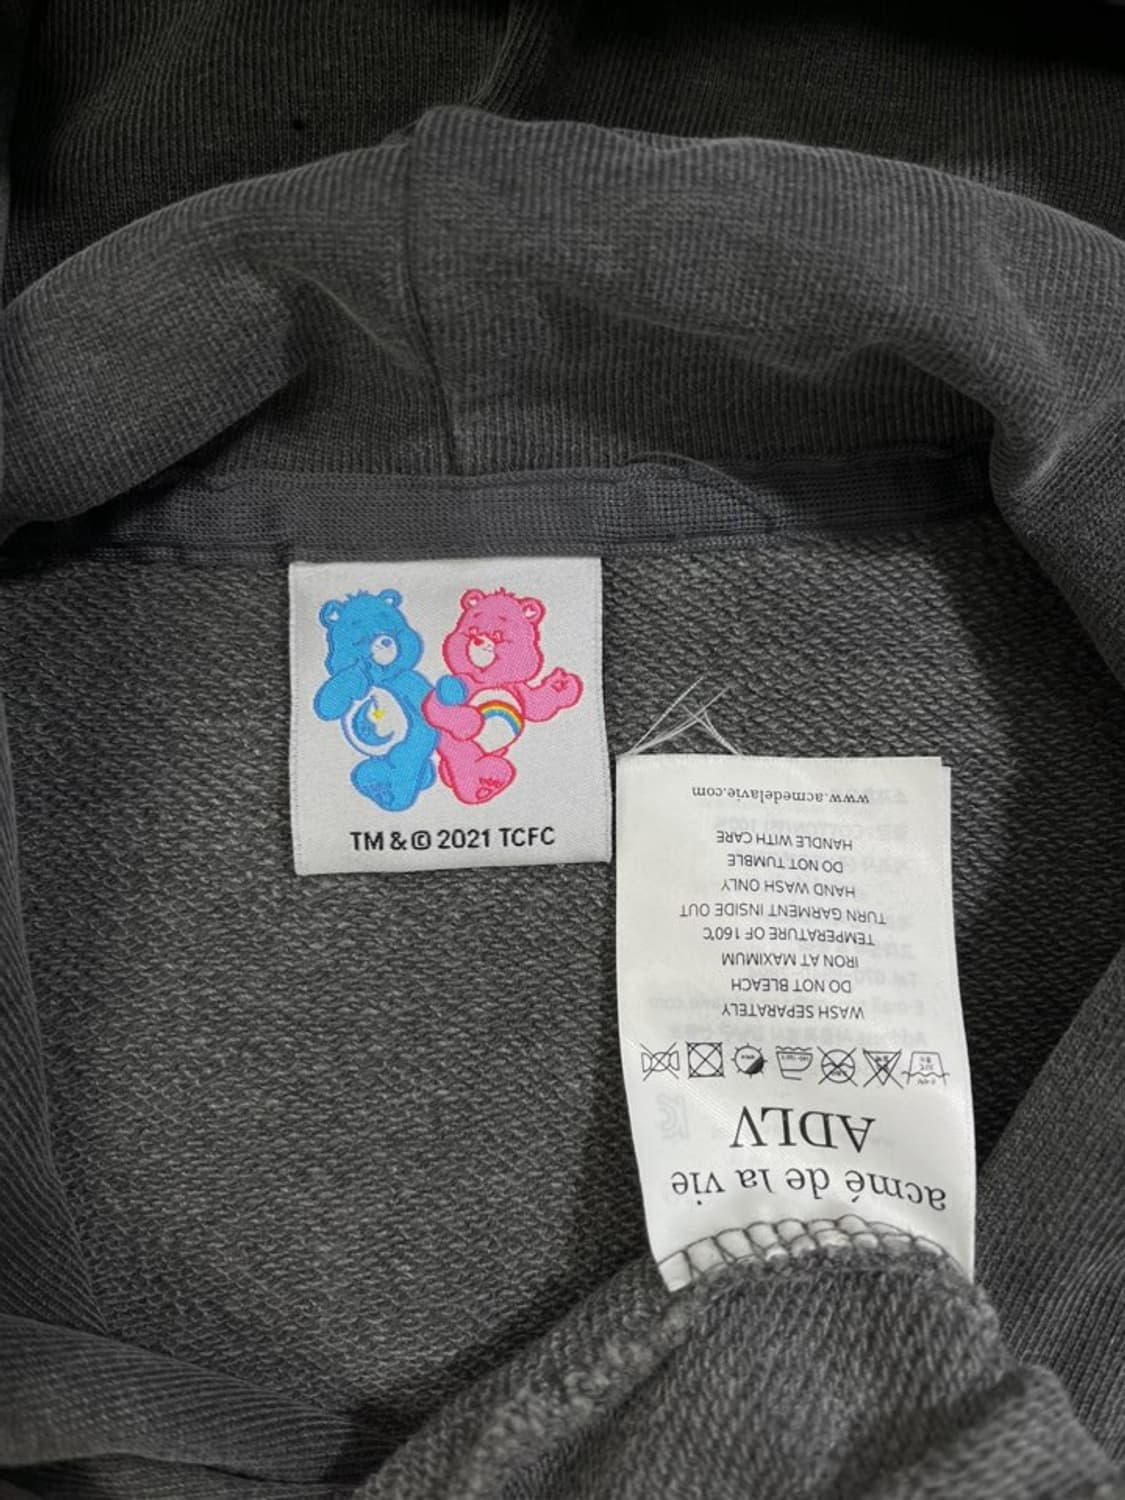 TM & © 2021 TCFC
acmé de la vie
ADLV
WASH SEPARATELY
DO NOT BLEACH
IRON AT MAXIMUM
TEMPERATURE OF 160℃
TURN GARMENT INSIDE OUT
HAND WASH ONLY
DO NOT TUMBLE
HANDLE WITH CARE
www.acmedelavie.com